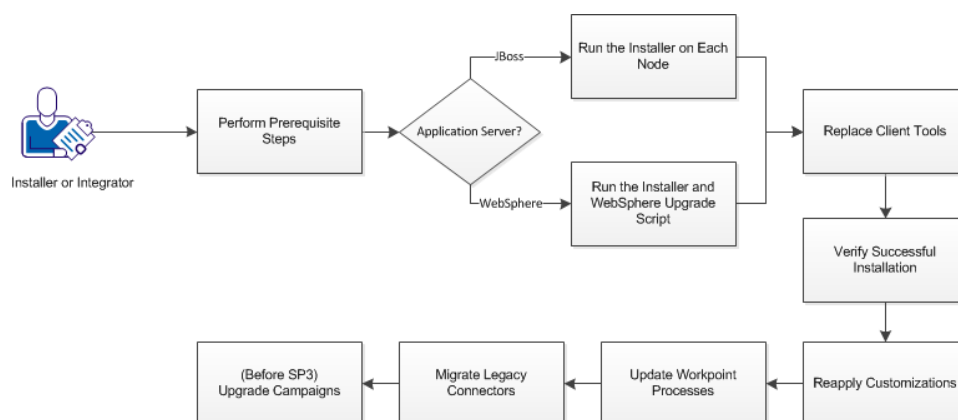 Installer or Integrator
Perform Prerequisite
Steps
Application Server?
JBoss
Run the Installer on Each
Node
WebSphere
Run the Installer and
WebSphere Upgrade
Script
Replace Client Tools
Verify Successful
Installation
Reapply Customizations
Update Workpoint
Processes
Migrate Legacy
Connectors
(Before SP3)
Upgrade Campaigns